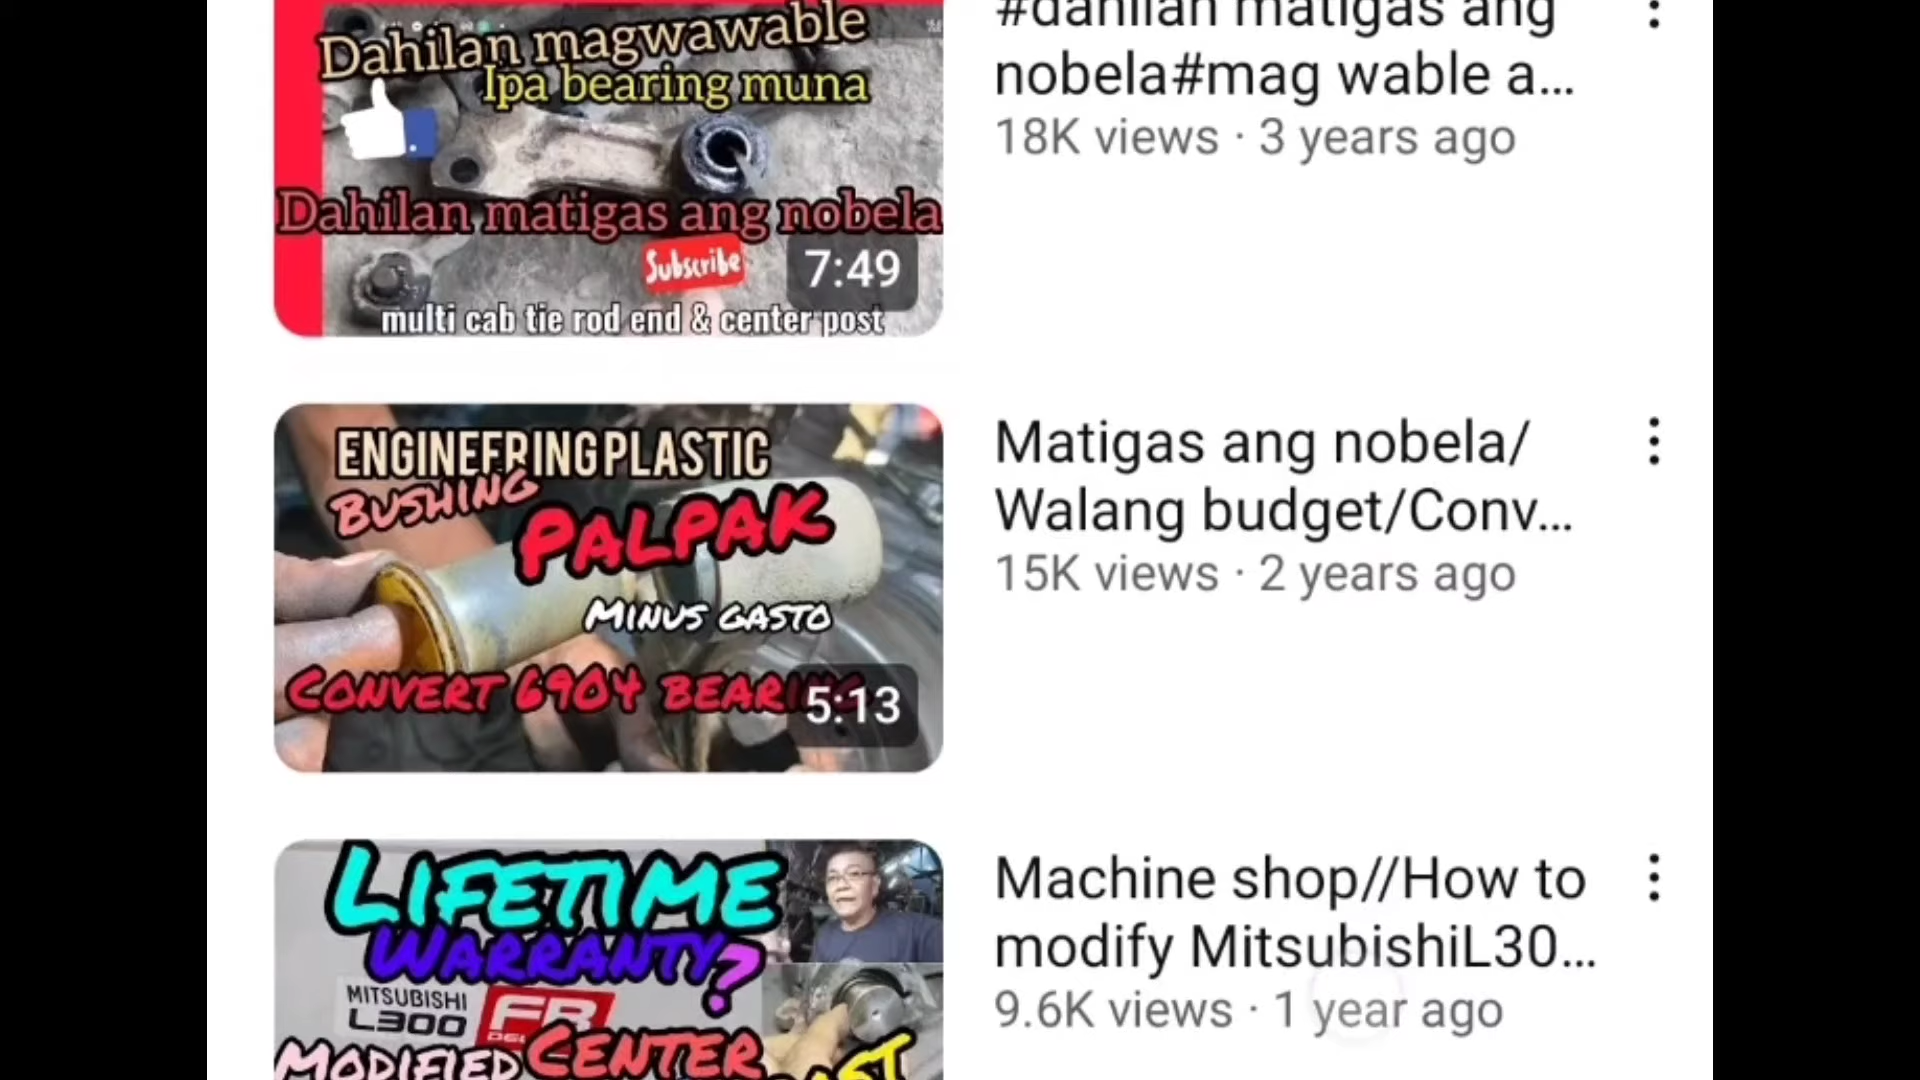 Dahilan magwawable
Ipa bearing muna
Dahilan matigas ang nobela
Subscribe
7:49
multi cab tie rod end & center post
#dahilan matigas ang
nobela#mag wable a...
18K views · 3 years ago
ENGINEERING PLASTIC
BUSHING
PALPAK
MINUS GASTO
CONVERT 6904 BEARING
5:13
Matigas ang nobela/
Walang budget/Conv...
15K views · 2 years ago
LIFETIME
WARRANTY?
MITSUBISHI
L300
FB
MODIFIED CENTER
Machine shop//How to
modify MitsubishiL30...
9.6K views · 1 year ago